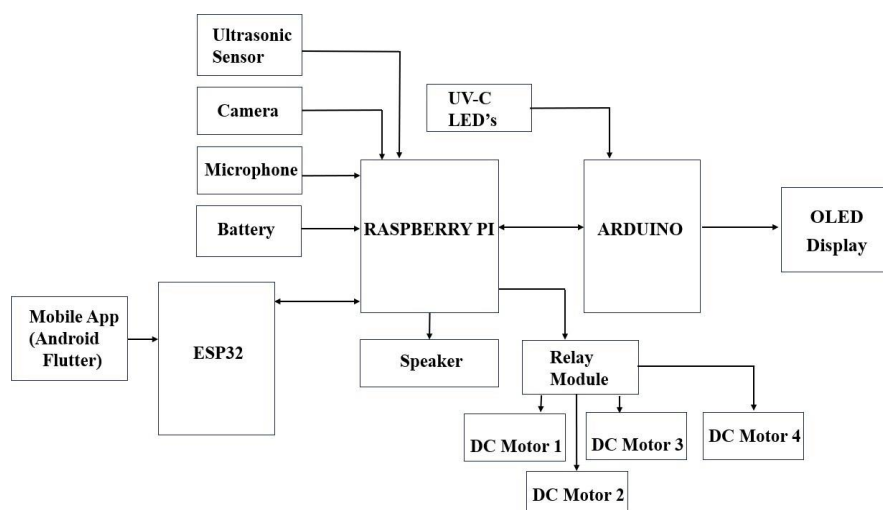 Ultrasonic
Sensor
Camera
Microphone
Battery
UV-C
LED's
RASPBERRY PI
ARDUINO
OLED
Display
Mobile App
(Android
Flutter)
ESP32
Speaker
Relay
Module
DC Motor 1
DC Motor 2
DC Motor 3
DC Motor 4